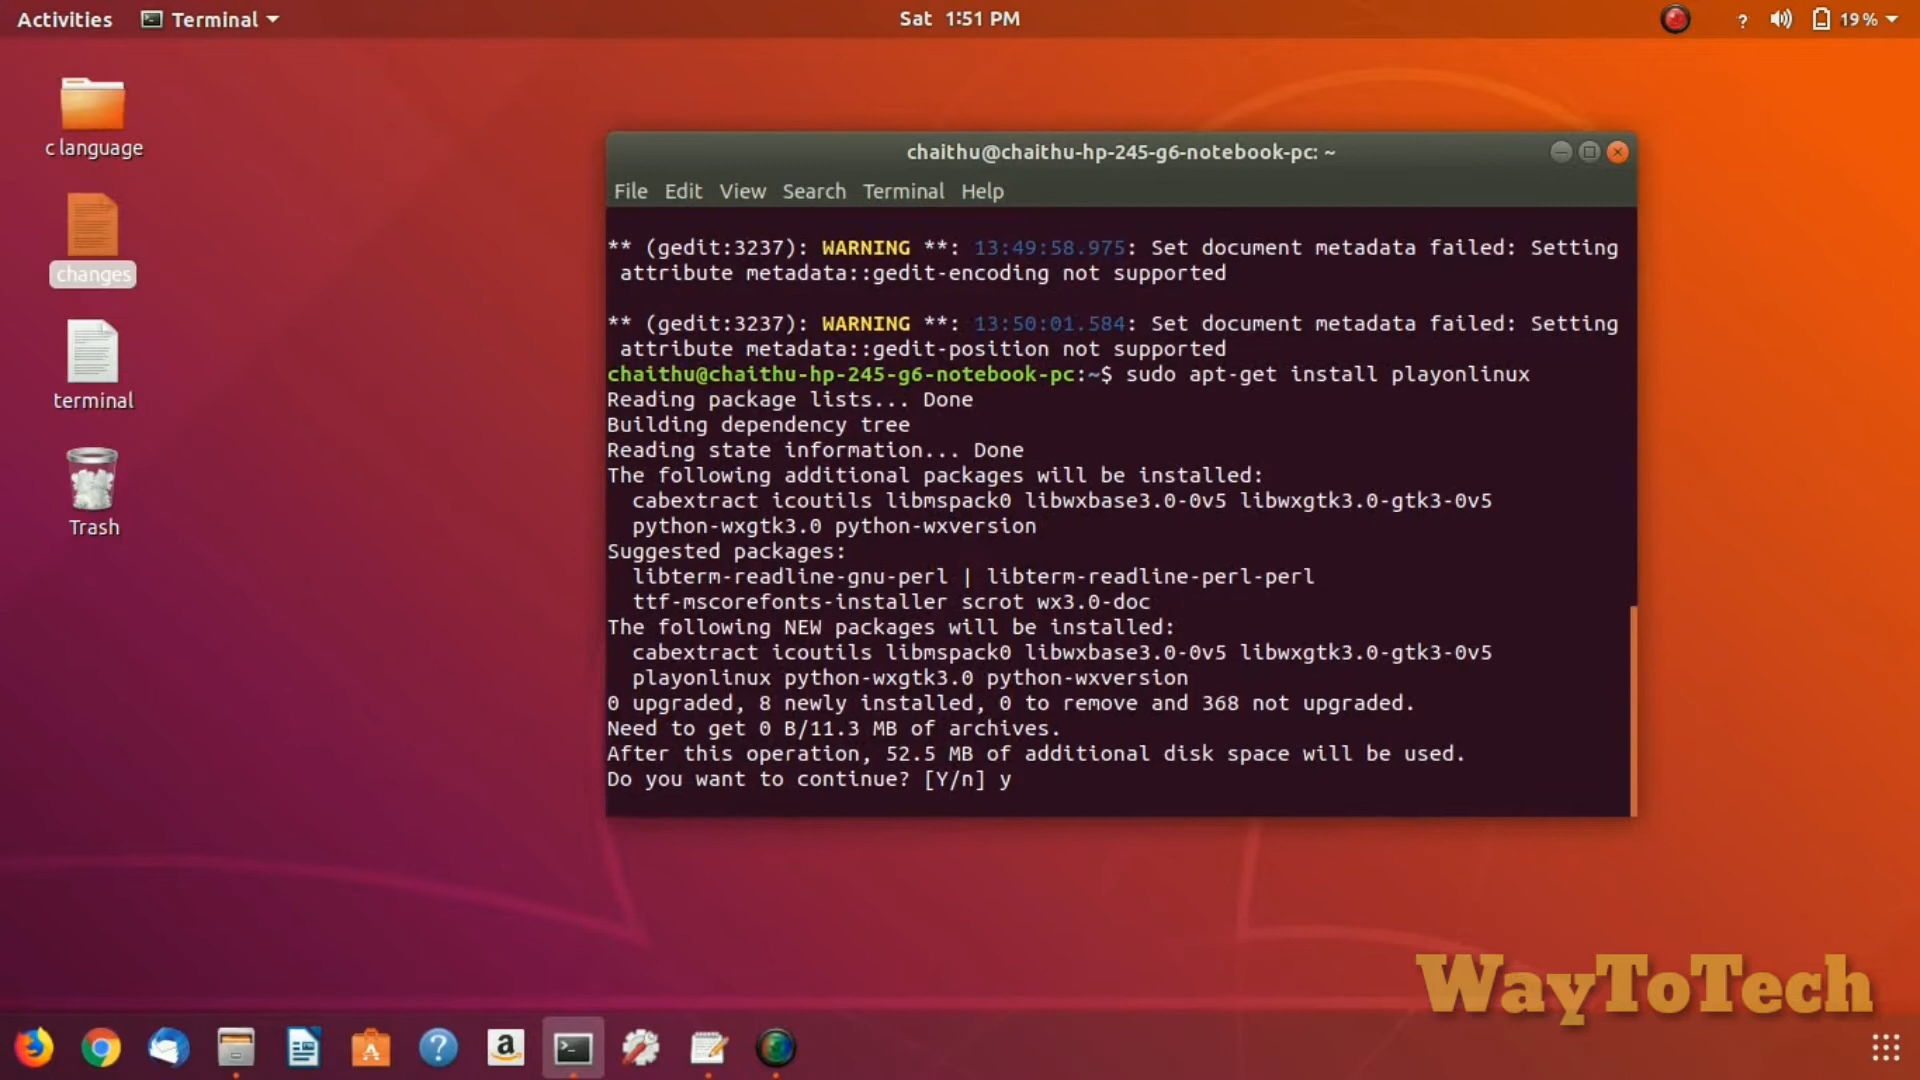 Activities
Terminal
Sat 1:51 PM
?
19%
c language
changes
terminal
Trash
chaithu@chaithu-hp-245-g6-notebook-pc: ~
File Edit View Search Terminal Help
** (gedit:3237): WARNING **: 13:49:58.975: Set document metadata failed: Setting
attribute metadata::gedit-encoding not supported
** (gedit:3237): WARNING **: 13:50:01.584: Set document metadata failed: Setting
attribute metadata::gedit-position not supported
chaithu@chaithu-hp-245-g6-notebook-pc:~$ sudo apt-get install playonlinux
Reading package lists... Done
Building dependency tree
Reading state information... Done
The following additional packages will be installed:
cabextract icoutils libmspack0 libwxbase3.0-0v5 libwxgtk3.0-gtk3-0v5
python-wxgtk3.0 python-wxversion
Suggested packages:
libterm-readline-gnu-perl | libterm-readline-perl-perl
ttf-mscorefonts-installer scrot wx3.0-doc
The following NEW packages will be installed:
cabextract icoutils libmspack0 libwxbase3.0-0v5 libwxgtk3.0-gtk3-0v5
playonlinux python-wxgtk3.0 python-wxversion
0 upgraded, 8 newly installed, 0 to remove and 368 not upgraded.
Need to get 0 B/11.3 MB of archives.
After this operation, 52.5 MB of additional disk space will be used.
Do you want to continue? [Y/n] y
WayToTech